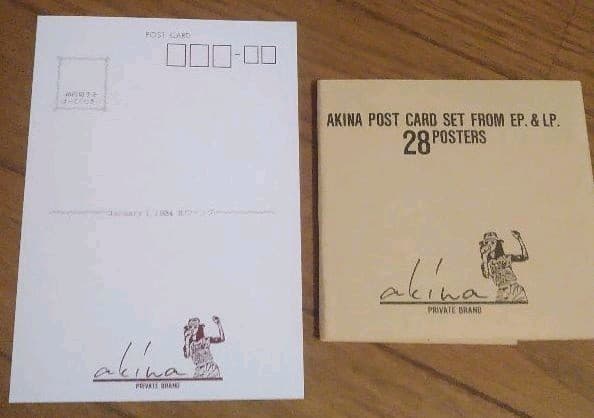 POST CARD
January 1, 1984
akina
PRIVATE BRAND
AKINA POST CARD SET FROM EP. & LP.
28 POSTERS
akina
PRIVATE BRAND